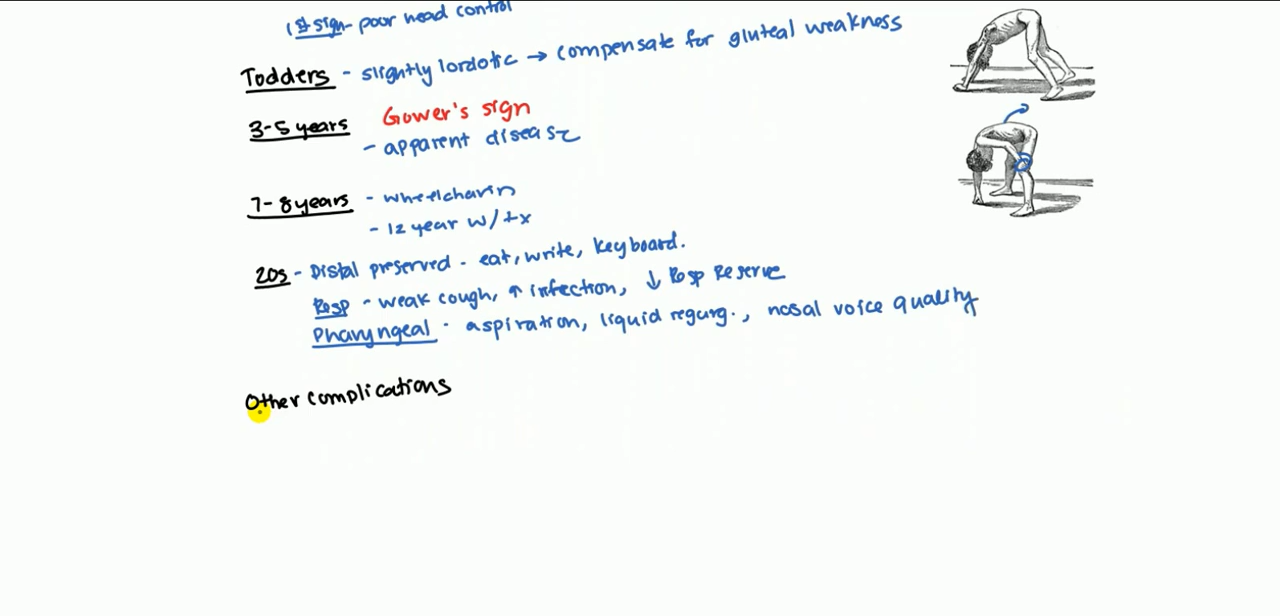 1st sign - poor head control
Todders - slightly lordotic → compensate for gluteal weakness
3-5 years Gower's sign
- apparent disease
7-8 years - wheelchavin
- 12 year w/ tx
20s - Distal preserved - eat, write, keyboard.
Resp - weak cough, ↑ infection, ↓ Resp Reserve
Pharyngeal - aspiration, liquid regurg., nasal voice quality
Other complications